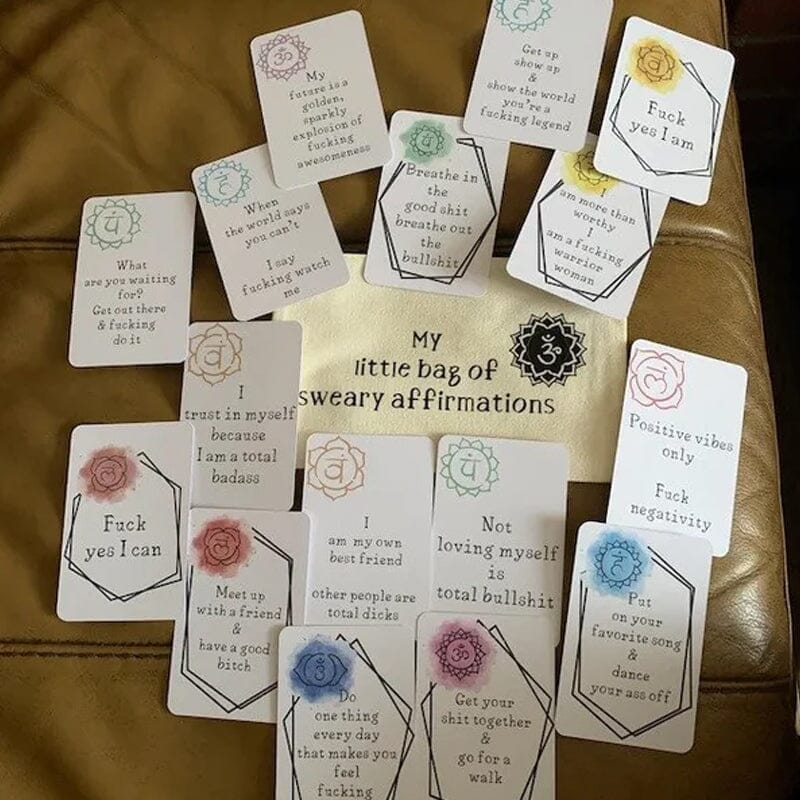 My
future is a
golden,
sparkly
explosion of
fucking
awesomeness
Get up
show up
&
show the world
you're a
fucking legend
Fuck
yes I am
What
are you waiting
for?
Get out there
& fucking
do it
When
the world says
you can't
I say
fucking watch
me
Breathe in
the
good shit
breathe out
the
bullshit
I
am more than
worthy
I
am a fucking
warrior
woman
My
little bag of
sweary affirmations
I
trust in myself
because
I am a total
badass
Positive vibes
only
Fuck
negativity
Fuck
yes I can
I
am my own
best friend
other people are
total dicks
Not
loving myself
is
total bullshit
Meet up
with a friend
&
have a good
bitch
Put
on your
favorite song
&
dance
your ass off
Do
one thing
every day
that makes you
feel
fucking
Get your
shit together
&
go for a
walk